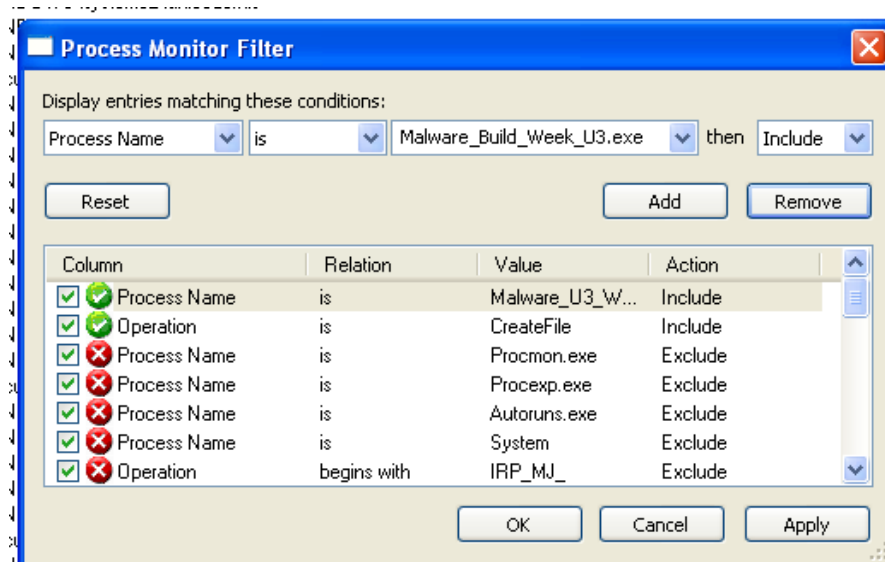 Process Monitor Filter
Display entries matching these conditions:
Process Name is Malware_Build_Week_U3.exe then Include
Reset Add Remove
Column Relation Value Action
Process Name is Malware_U3_W... Include
Operation is CreateFile Include
Process Name is Procmon.exe Exclude
Process Name is Procexp.exe Exclude
Process Name is Autoruns.exe Exclude
Process Name is System Exclude
Operation begins with IRP_MJ_ Exclude
OK Cancel Apply